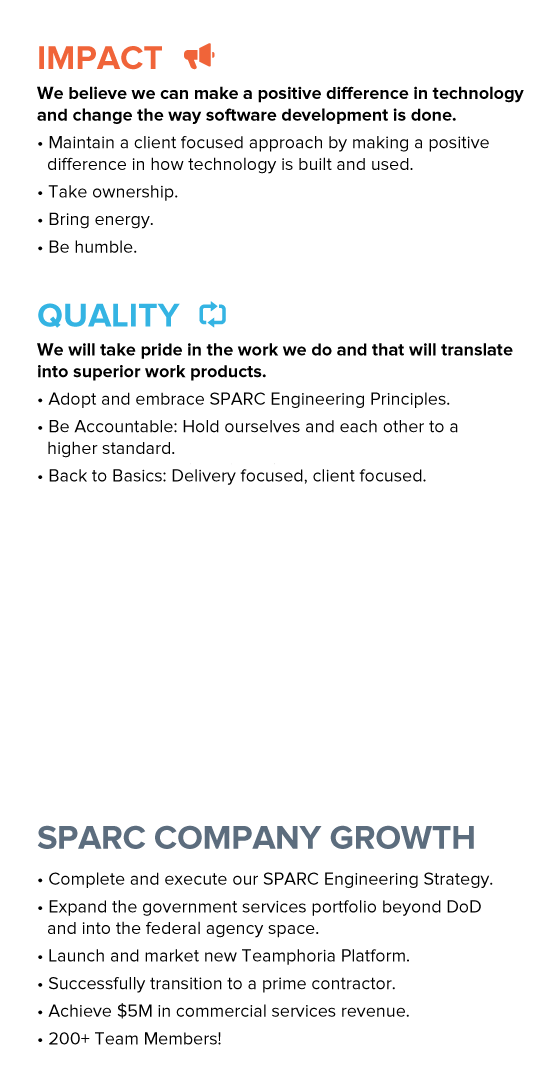 IMPACT
We believe we can make a positive difference in technology
and change the way software development is done.
• Maintain a client focused approach by making a positive
difference in how technology is built and used.
• Take ownership.
• Bring energy.
• Be humble.
QUALITY
We will take pride in the work we do and that will translate
into superior work products.
• Adopt and embrace SPARC Engineering Principles.
• Be Accountable: Hold ourselves and each other to a
higher standard.
• Back to Basics: Delivery focused, client focused.
SPARC COMPANY GROWTH
• Complete and execute our SPARC Engineering Strategy.
• Expand the government services portfolio beyond DoD
and into the federal agency space.
• Launch and market new Teamphoria Platform.
• Successfully transition to a prime contractor.
• Achieve $5M in commercial services revenue.
• 200+ Team Members!